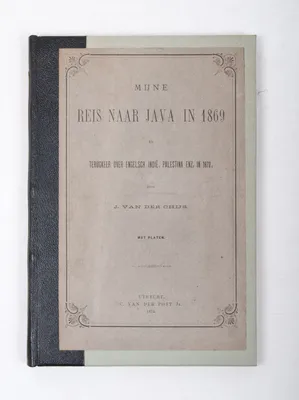 MIJNE
REIS NAAR JAVA IN 1869
EN
TERUGKEER OVER ENGELSCH INDIË, PALESTINA ENZ. IN 1870.
DOOR
J. VAN DER CHIJS.
MET PLATEN.
UTRECHT,
VAN DER POST Jr.